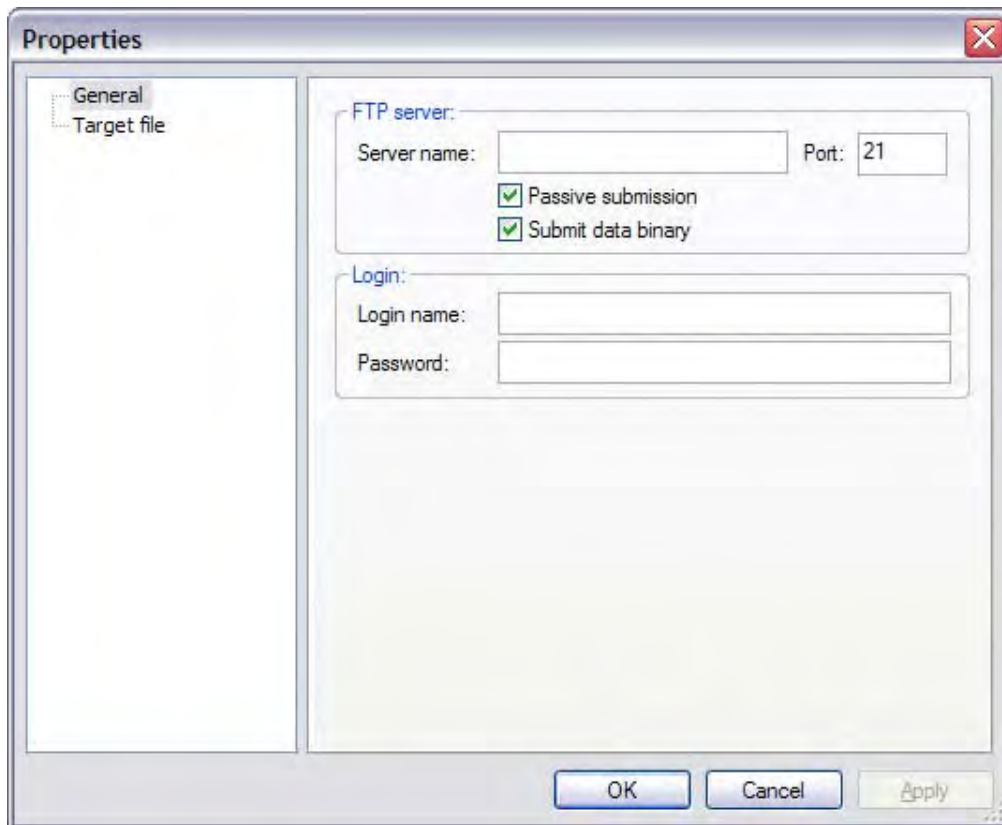 Properties
General
Target file
FTP server:
Server name:
Port: 21
Passive submission
Submit data binary
Login:
Login name:
Password:
OK Cancel Apply